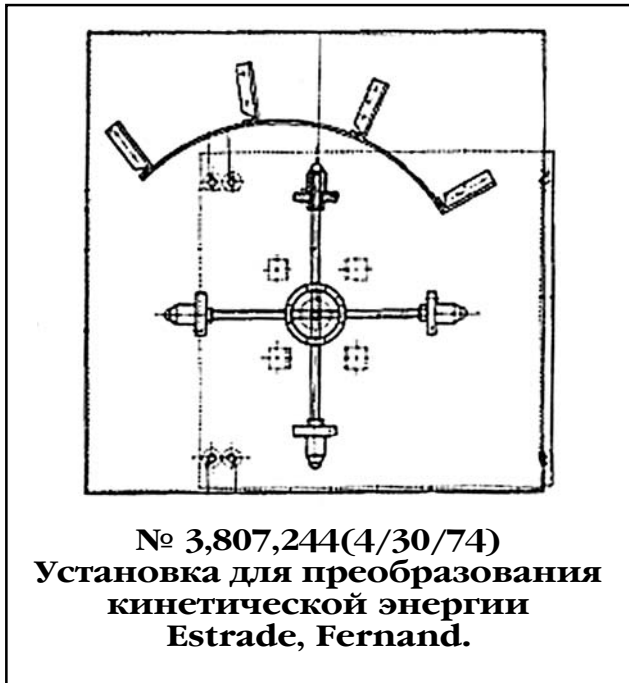 № 3,807,244(4/30/74)
Установка для преобразования
кинетической энергии
Estrade, Fernand.